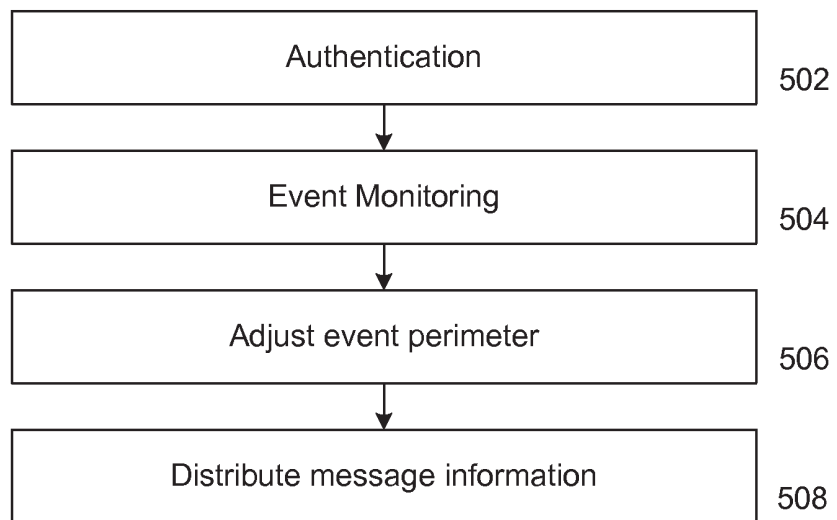 Authentication
502
Event Monitoring
504
Adjust event perimeter
506
Distribute message information
508